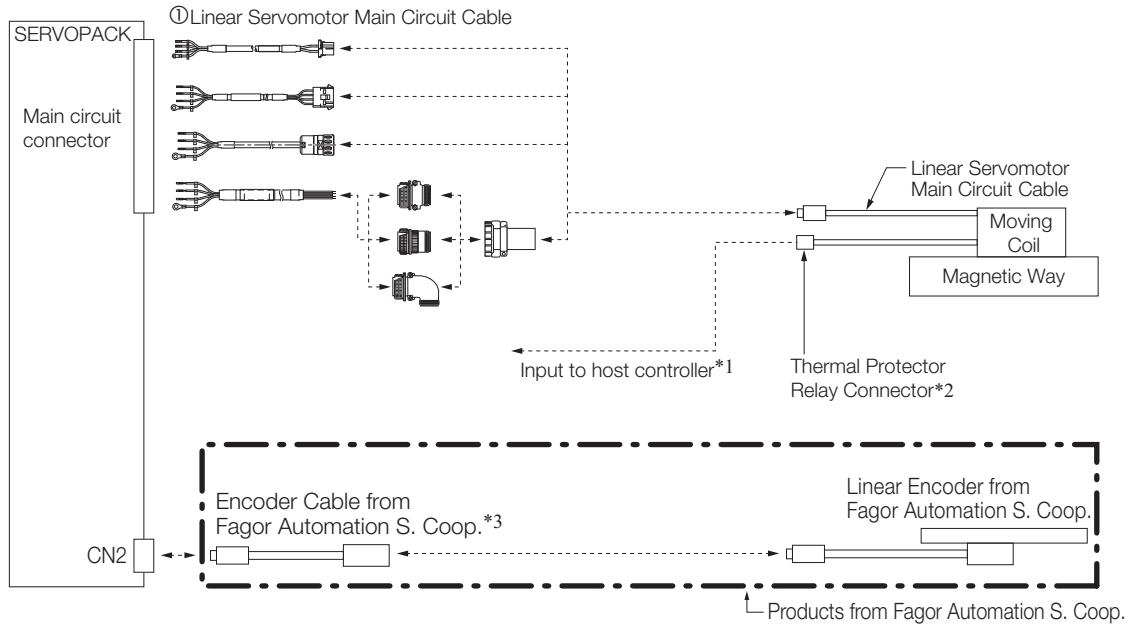 ①Linear Servomotor Main Circuit Cable
SERVOPACK
Main circuit
connector
Linear Servomotor
Main Circuit Cable
Moving
Coil
Magnetic Way
Input to host controller*1
Thermal Protector
Relay Connector*2
Encoder Cable from
Fagor Automation S. Coop.*3
Linear Encoder from
Fagor Automation S. Coop.
CN2
Products from Fagor Automation S. Coop.